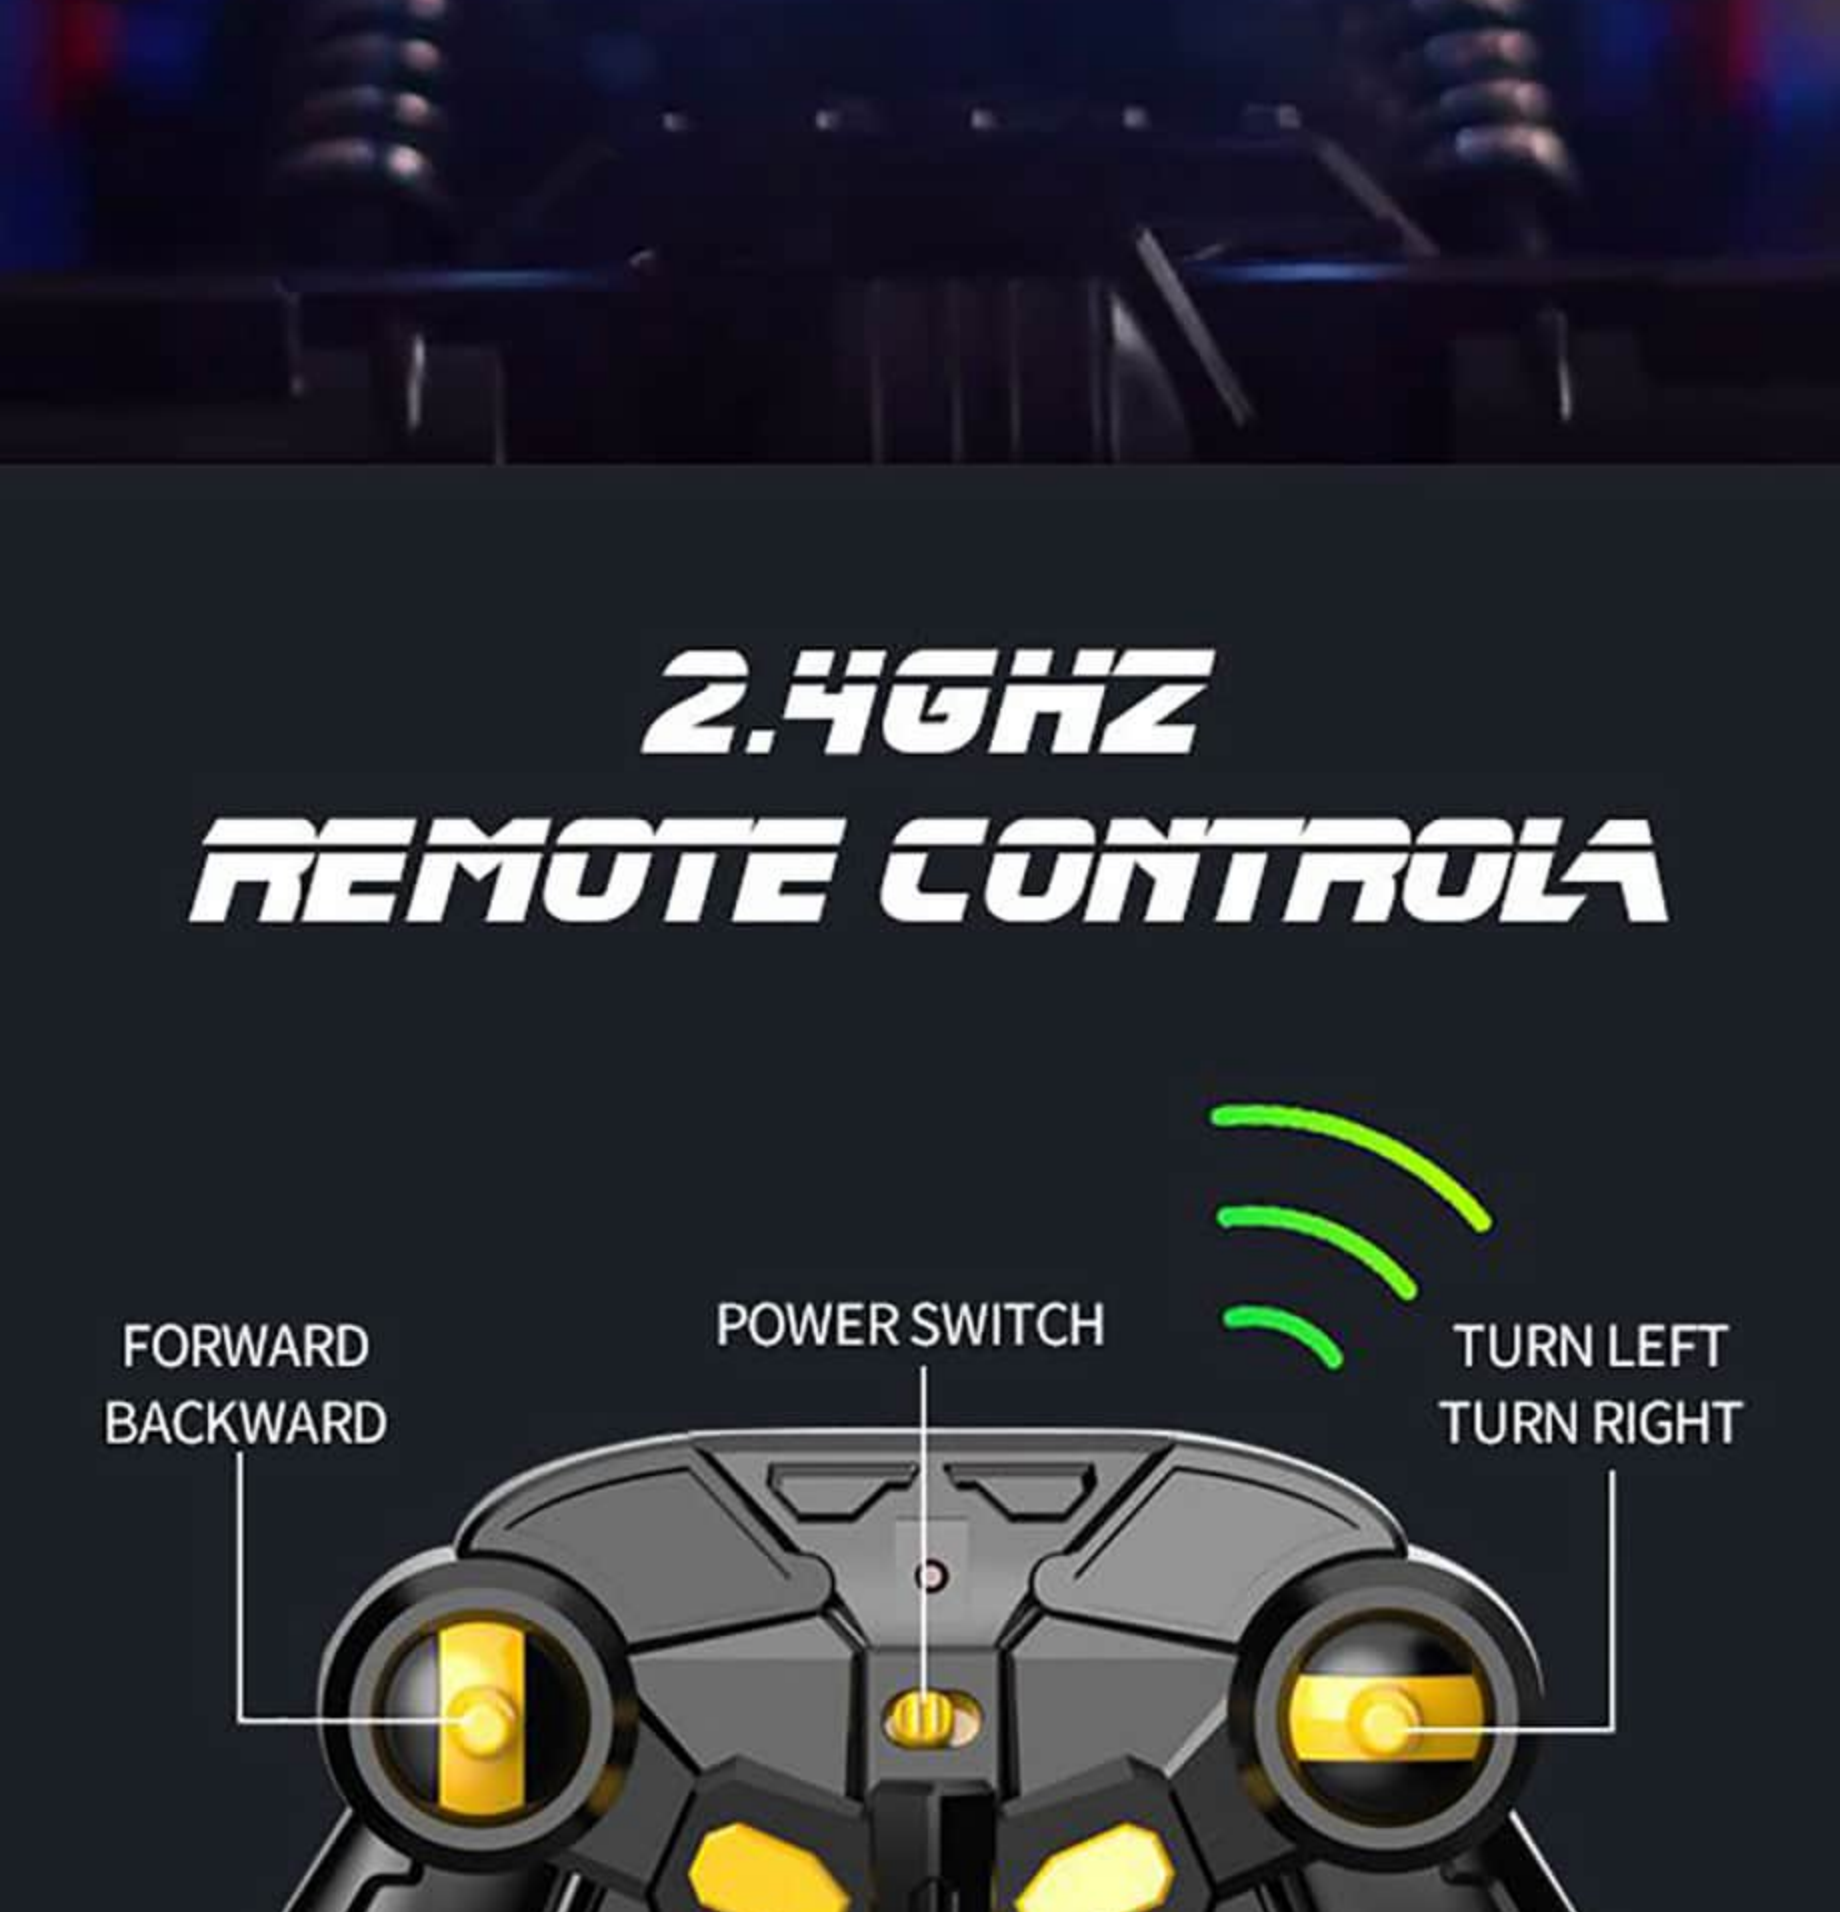 2.4GHZ
REMOTE CONTROLA
POWER SWITCH
FORWARD
BACKWARD
TURN LEFT
TURN RIGHT